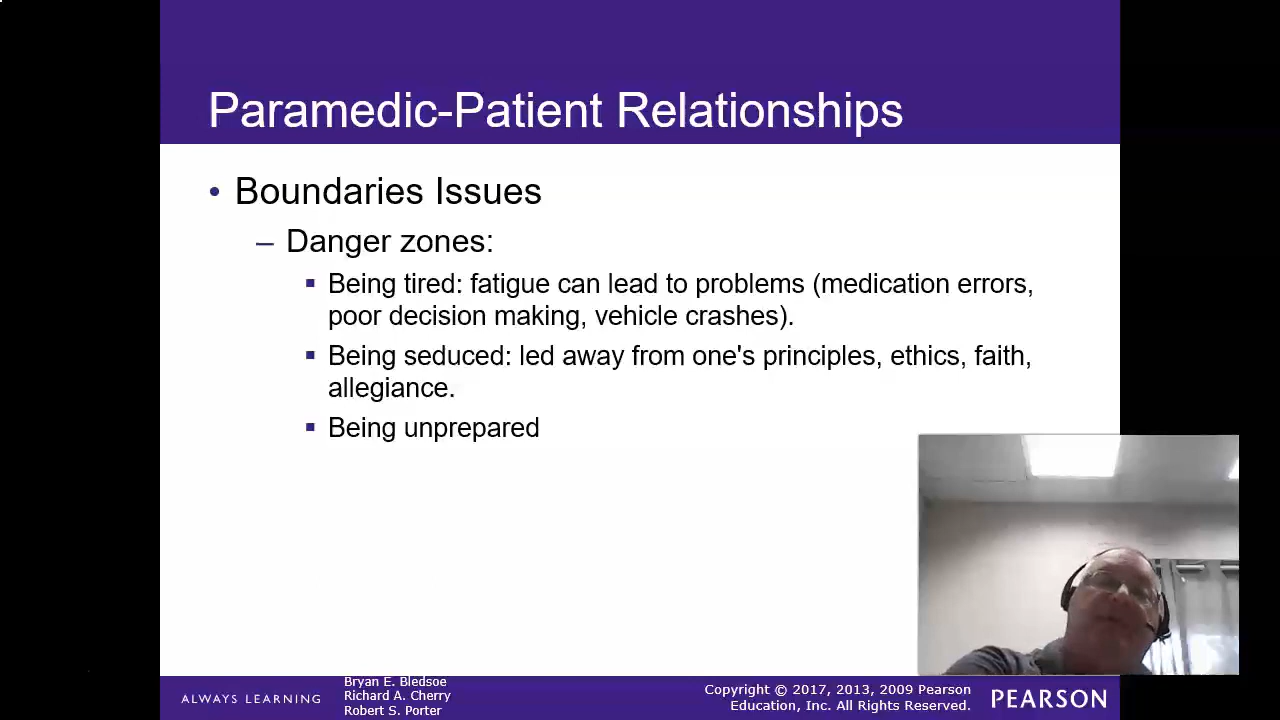 Paramedic-Patient Relationships
• Boundaries Issues
– Danger zones:
▪ Being tired: fatigue can lead to problems (medication errors,
poor decision making, vehicle crashes).
▪ Being seduced: led away from one's principles, ethics, faith,
allegiance.
▪ Being unprepared
ALWAYS LEARNING
Bryan E. Bledsoe
Richard A. Cherry
Robert S. Porter
Copyright © 2017, 2013, 2009 Pearson
Education, Inc. All Rights Reserved.
PEARSON